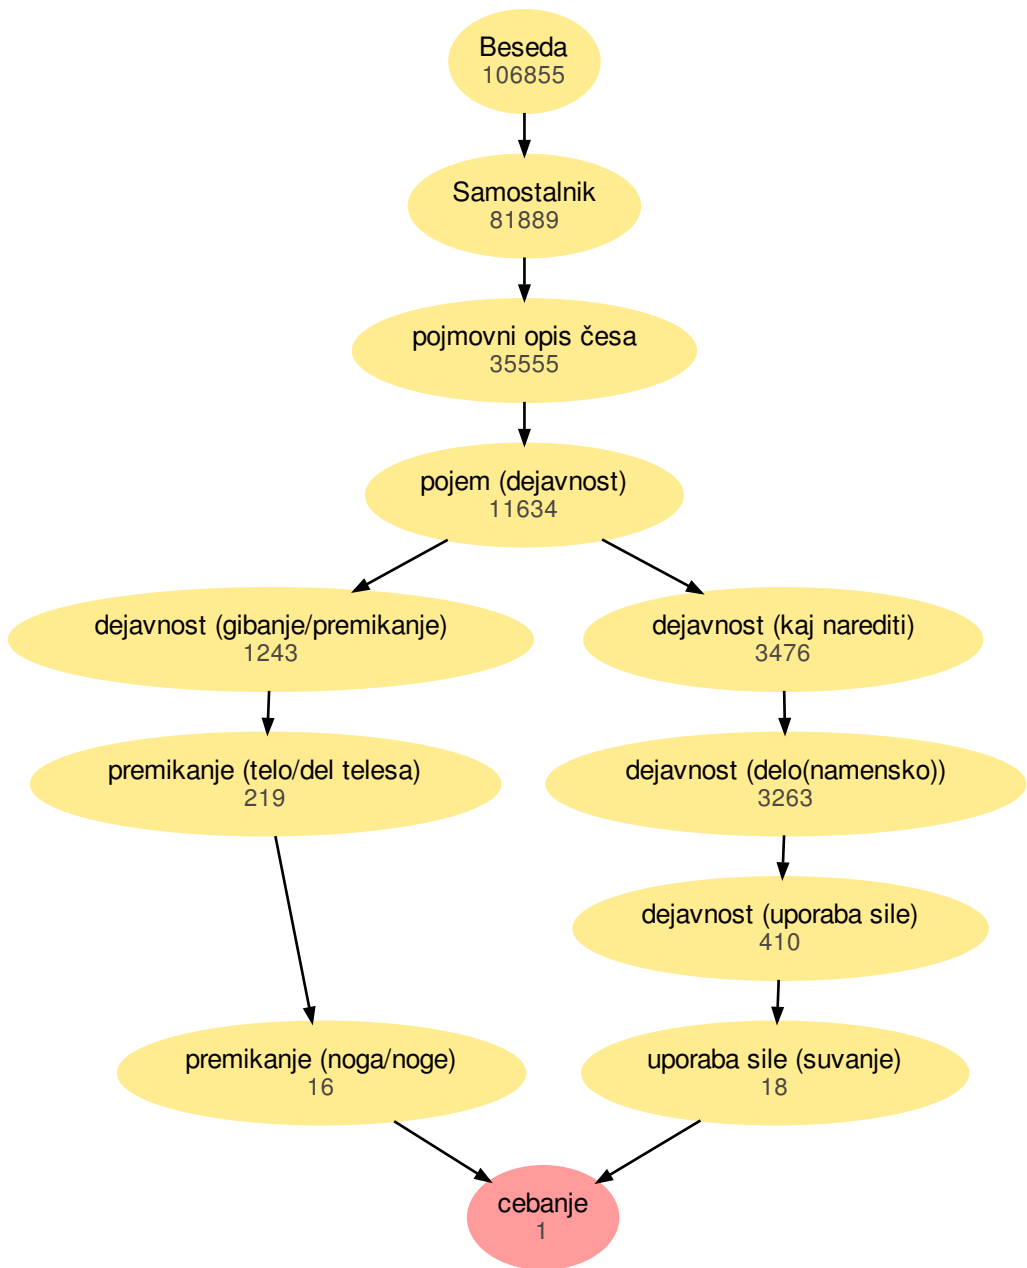 Beseda
106855
Samostalnik
81889
pojmovni opis česa
35555
pojem (dejavnost)
11634
dejavnost (gibanje/premikanje)
1243
dejavnost (kaj narediti)
3476
premikanje (telo/del telesa)
219
dejavnost (delo(namensko))
3263
dejavnost (uporaba sile)
410
premikanje (noga/noge)
16
uporaba sile (suvanje)
18
cebanje
1